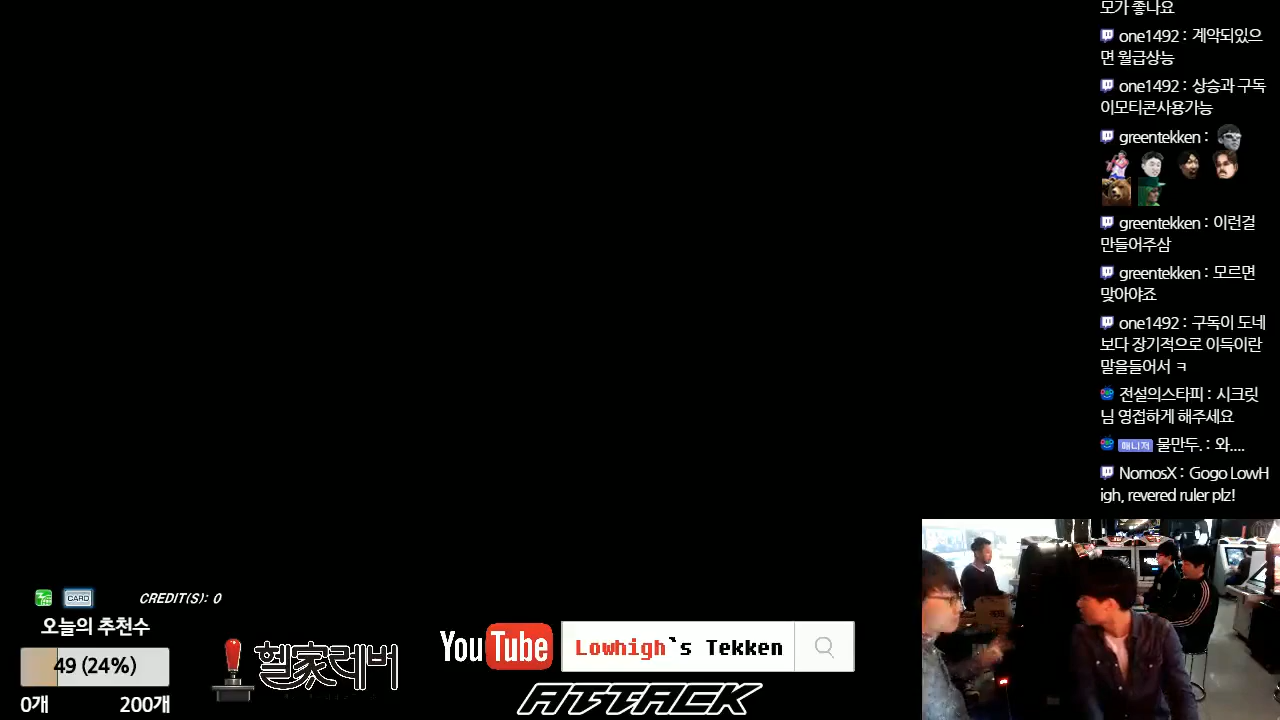 모가 좋나요
one1492 : 계약되있으
면 월급상능
one1492 : 상승과 구독
이모티콘사용가능
greentekken :
greentekken : 이런걸
만들어주삼
greentekken : 모르면
맞아야죠
one1492 : 구독이 도네
보다 장기적으로 이득이란
말을들어서 ㅋ
전설의스타피 : 시크릿
님 영접하게 해주세요
매니저 물만두. : 와....
NomosX : Gogo LowH
igh, revered ruler plz!
CARD
CREDIT(S): 0
오늘의 추천수
49 (24%)
0개 200개
헬家레버
YouTube
Lowhigh`s Tekken
ATTACK